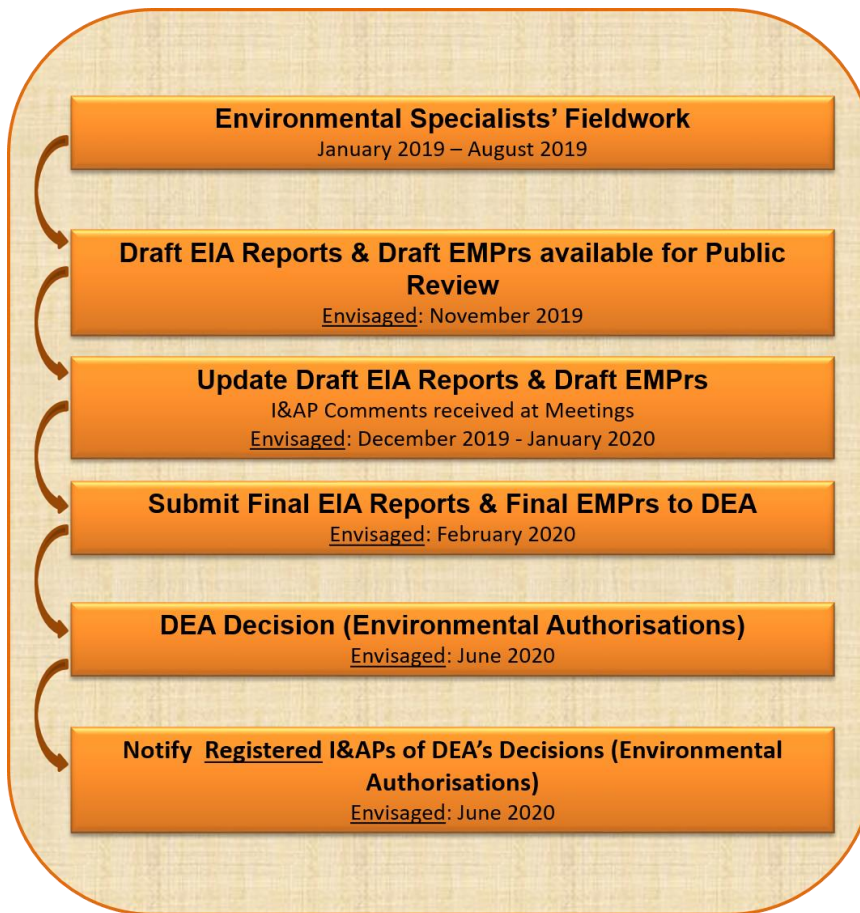 Environmental Specialists’ Fieldwork
January 2019 – August 2019
Draft EIA Reports & Draft EMPrs available for Public
Review
Envisaged: November 2019
Update Draft EIA Reports & Draft EMPrs
I&AP Comments received at Meetings
Envisaged: December 2019 - January 2020
Submit Final EIA Reports & Final EMPrs to DEA
Envisaged: February 2020
DEA Decision (Environmental Authorisations)
Envisaged: June 2020
Notify Registered I&APs of DEA’s Decisions (Environmental
Authorisations)
Envisaged: June 2020